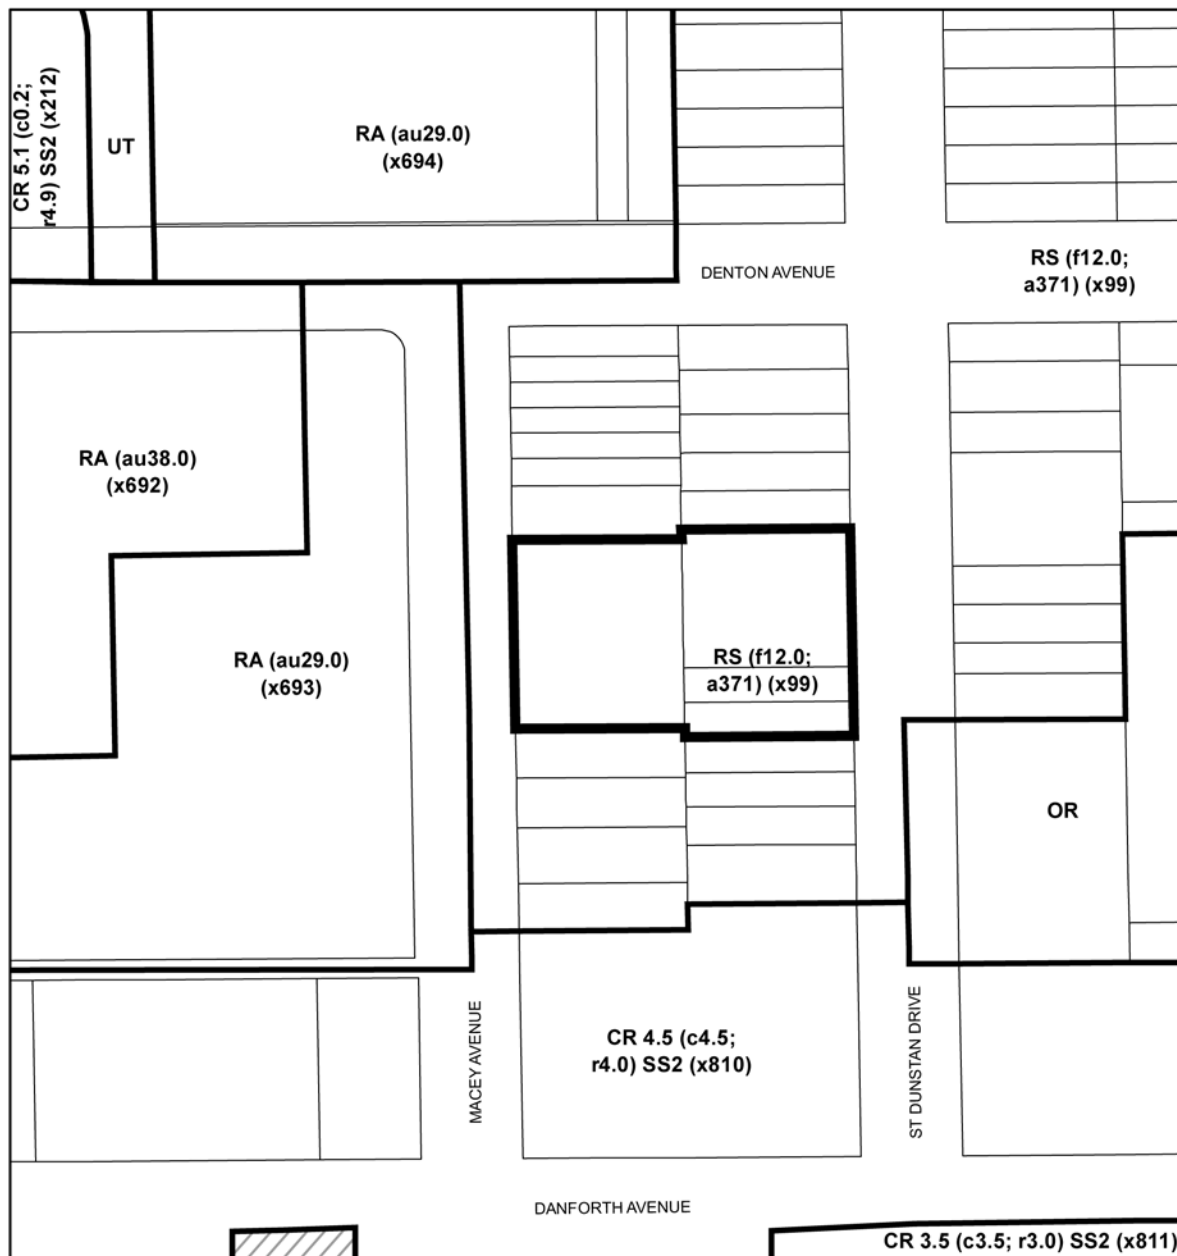 CR 5.1 (c0.2;
r4.9) SS2 (x212)
UT
RA (au29.0)
(x694)
DENTON AVENUE
RS (f12.0;
a371) (x99)
RA (au38.0)
(x692)
RA (au29.0)
(x693)
RS (f12.0;
a371) (x99)
OR
MACEY AVENUE
CR 4.5 (c4.5;
r4.0) SS2 (x810)
ST DUNSTAN DRIVE
DANFORTH AVENUE
CR 3.5 (c3.5; r3.0) SS2 (x811)